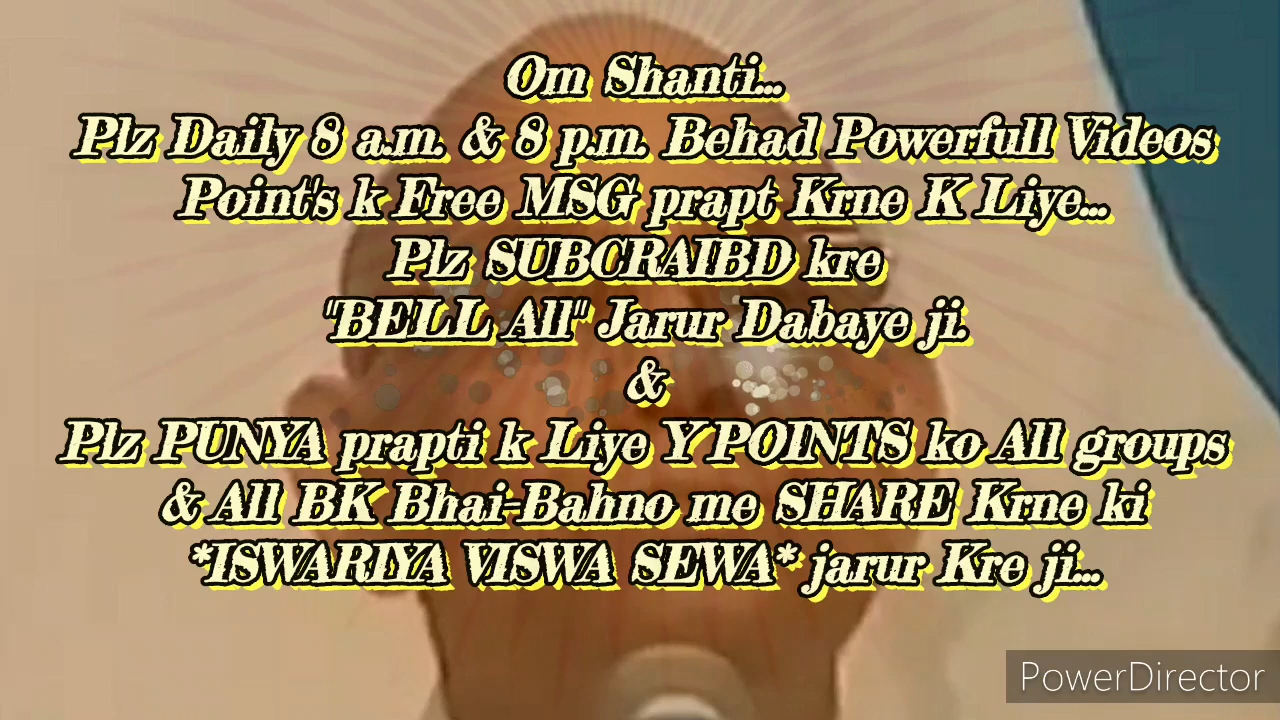 Om Shanti...
Plz Daily 8 a.m. & 8 p.m. Behad Powerfull Videos
Point's k Free MSG prapt Krne K Liye...
Plz SUBCRAIBD kre
"BELL All" Jarur Dabaye ji.
&
Plz PUNYA prapti k Liye Y POINTS ko All groups
& All BK Bhai-Bahno me SHARE Krne ki
*ISWARIYA VISWA SEWA* jarur Kre ji...
PowerDirector